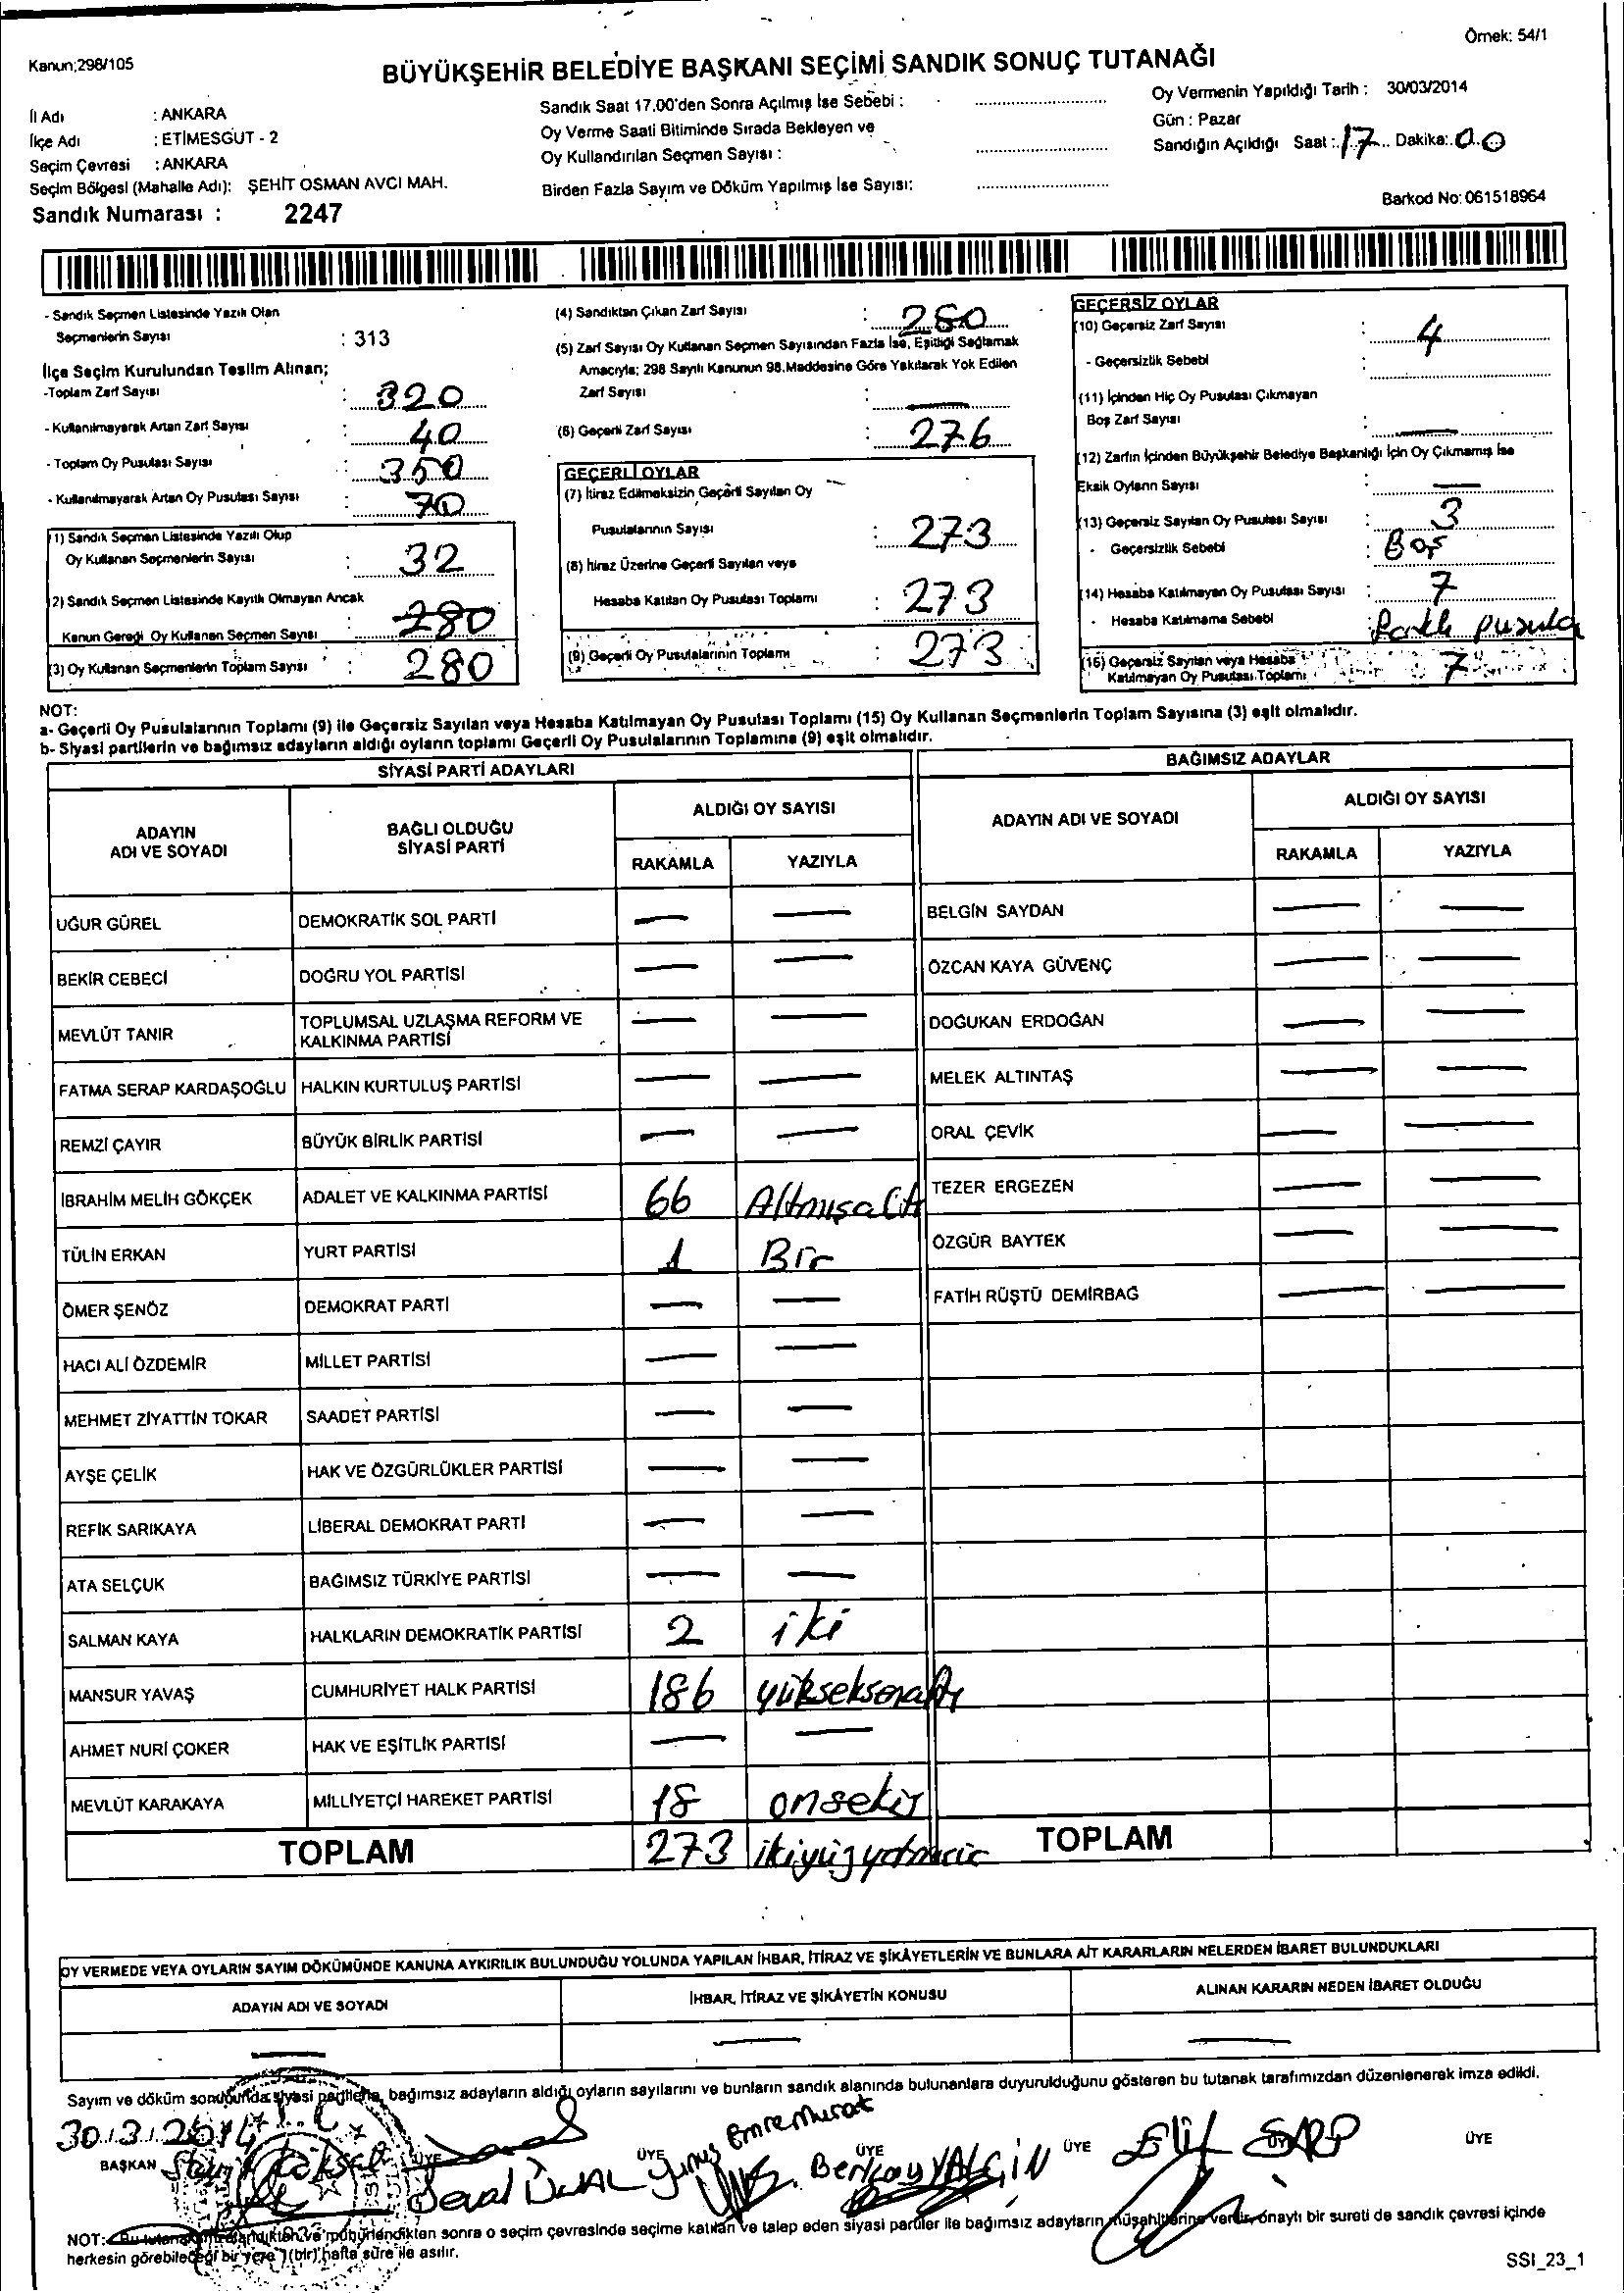 Örnek: 54/1
Kanun;298/105
BÜYÜKŞEHİR BELEDİYE BAŞKANI SEÇİMİ SANDIK SONUÇ TUTANAĞI
İl Adı : ANKARA
İlçe Adı : ETİMESGUT - 2
Seçim Çevresi : ANKARA
Seçim Bölgesi (Mahalle Adı): ŞEHİT OSMAN AVCI MAH.
Sandık Numarası : 2247
Sandık Saat 17.00'den Sonra Açılmış İse Sebebi :
Oy Verme Saati Bitiminde Sırada Bekleyen ve
Oy Kullandırılan Seçmen Sayısı :
Birden Fazla Sayım ve Döküm Yapılmış İse Sayısı:
Oy Vermenin Yapıldığı Tarih : 30/03/2014
Gün : Pazar
Sandığın Açıldığı Saat : 17 Dakika: 00
Barkod No: 061518964
- Sandık Seçmen Listesinde Yazılı Olan
Seçmenlerin Sayısı : 313
İlçe Seçim Kurulundan Teslim Alınan;
-Toplam Zarf Sayısı : 320
- Kullanılmayarak Artan Zarf Sayısı : 40
- Toplam Oy Pusulası Sayısı : 350
- Kullanılmayarak Artan Oy Pusulası Sayısı : 70
(1) Sandık Seçmen Listesinde Yazılı Olup
Oy Kullanan Seçmenlerin Sayısı : 32
(2) Sandık Seçmen Listesinde Kayıtlı Olmayan Ancak
Kanun Gereği Oy Kullanan Seçmen Sayısı : 280
(3) Oy Kullanan Seçmenlerin Toplam Sayısı : 280
(4) Sandıktan Çıkan Zarf Sayısı : 280
(5) Zarf Sayısı Oy Kullanan Seçmen Sayısından Fazla İse, Eşitliği Sağlamak
Amacıyla; 298 Sayılı Kanunun 98.Maddesine Göre Yakılarak Yok Edilen
Zarf Sayısı : —
(6) Geçerli Zarf Sayısı : 276
GEÇERLİ OYLAR
(7) İtiraz Edilmeksizin Geçerli Sayılan Oy
Pusulalarının Sayısı : 273
(8) İtiraz Üzerine Geçerli Sayılan veya
Hesaba Katılan Oy Pusulası Toplamı : 273
(9) Geçerli Oy Pusulalarının Toplamı : 273
GEÇERSİZ OYLAR
(10) Geçersiz Zarf Sayısı : 4
- Geçersizlik Sebebi :
(11) İçinden Hiç Oy Pusulası Çıkmayan
Boş Zarf Sayısı : —
(12) Zarfın İçinden Büyükşehir Belediye Başkanlığı İçin Oy Çıkmamış İse
Eksik Oyların Sayısı : —
(13) Geçersiz Sayılan Oy Pusulası Sayısı : 3
- Geçersizlik Sebebi : Boş
(14) Hesaba Katılmayan Oy Pusulası Sayısı : 7
- Hesaba Katılmama Sebebi : farklı pusula
(15) Geçersiz Sayılan veya Hesaba
Katılmayan Oy Pusulası Toplamı : 7
NOT:
a- Geçerli Oy Pusulalarının Toplamı (9) ile Geçersiz Sayılan veya Hesaba Katılmayan Oy Pusulası Toplamı (15) Oy Kullanan Seçmenlerin Toplam Sayısına (3) eşit olmalıdır.
b- Siyasi partilerin ve bağımsız adayların aldığı oyların toplamı Geçerli Oy Pusulalarının Toplamına (9) eşit olmalıdır.
SİYASİ PARTİ ADAYLARI
ADAYIN ADI VE SOYADI
BAĞLI OLDUĞU SİYASİ PARTİ
ALDIĞI OY SAYISI
RAKAMLA YAZIYLA
UĞUR GÜREL DEMOKRATİK SOL PARTİ — —
BEKİR CEBECİ DOĞRU YOL PARTİSİ — —
MEVLÜT TANIR TOPLUMSAL UZLAŞMA REFORM VE KALKINMA PARTİSİ — —
FATMA SERAP KARDAŞOĞLU HALKIN KURTULUŞ PARTİSİ — —
REMZİ ÇAYIR BÜYÜK BİRLİK PARTİSİ — —
İBRAHİM MELİH GÖKÇEK ADALET VE KALKINMA PARTİSİ 66 Altmışaltı
TÜLİN ERKAN YURT PARTİSİ 1 Bir
ÖMER ŞENÖZ DEMOKRAT PARTİ — —
HACI ALİ ÖZDEMİR MİLLET PARTİSİ — —
MEHMET ZİYATTİN TOKAR SAADET PARTİSİ — —
AYŞE ÇELİK HAK VE ÖZGÜRLÜKLER PARTİSİ — —
REFİK SARIKAYA LİBERAL DEMOKRAT PARTİ — —
ATA SELÇUK BAĞIMSIZ TÜRKİYE PARTİSİ — —
SALMAN KAYA HALKLARIN DEMOKRATİK PARTİSİ 2 iki
MANSUR YAVAŞ CUMHURİYET HALK PARTİSİ 186 yükseksenaltı
AHMET NURİ ÇOKER HAK VE EŞİTLİK PARTİSİ — —
MEVLÜT KARAKAYA MİLLİYETÇİ HAREKET PARTİSİ 18 onsekiz
TOPLAM 273
BAĞIMSIZ ADAYLAR
ADAYIN ADI VE SOYADI
ALDIĞI OY SAYISI
RAKAMLA YAZIYLA
BELGİN SAYDAN — —
ÖZCAN KAYA GÜVENÇ — —
DOĞUKAN ERDOĞAN — —
MELEK ALTINTAŞ — —
ORAL ÇEVİK — —
TEZER ERGEZEN — —
ÖZGÜR BAYTEK — —
FATİH RÜŞTÜ DEMİRBAĞ — —
TOPLAM
OY VERMEDE VEYA OYLARIN SAYIM DÖKÜMÜNDE KANUNA AYKIRILIK BULUNDUĞU YOLUNDA YAPILAN İHBAR, İTİRAZ VE ŞİKÂYETLERİN VE BUNLARA AİT KARARLARIN NELERDEN İBARET BULUNDUKLARI
ADAYIN ADI VE SOYADI İHBAR, İTİRAZ VE ŞİKÂYETİN KONUSU ALINAN KARARIN NEDEN İBARET OLDUĞU
— — —
Sayım ve döküm sonucunda siyasi partilerin, bağımsız adayların aldığı oyların sayılarını ve bunların sandık alanında bulunanlara duyurulduğunu gösteren bu tutanak tarafımızdan düzenlenerek imza edildi.
30.3.2014
BAŞKAN ÜYE ÜYE ÜYE ÜYE ÜYE ÜYE
Yunus Emre Murat
Berkay YALÇIN
Elif SARP
NOT: Bu tutanak imzalandıktan ve mühürlendikten sonra o seçim çevresinde seçime katılan ve talep eden siyasi partiler ile bağımsız adayların müşahitlerine verilir, onaylı bir sureti de sandık çevresi içinde
herkesin görebileceği bir yere 1(bir) hafta süre ile asılır.
SSI_23_1